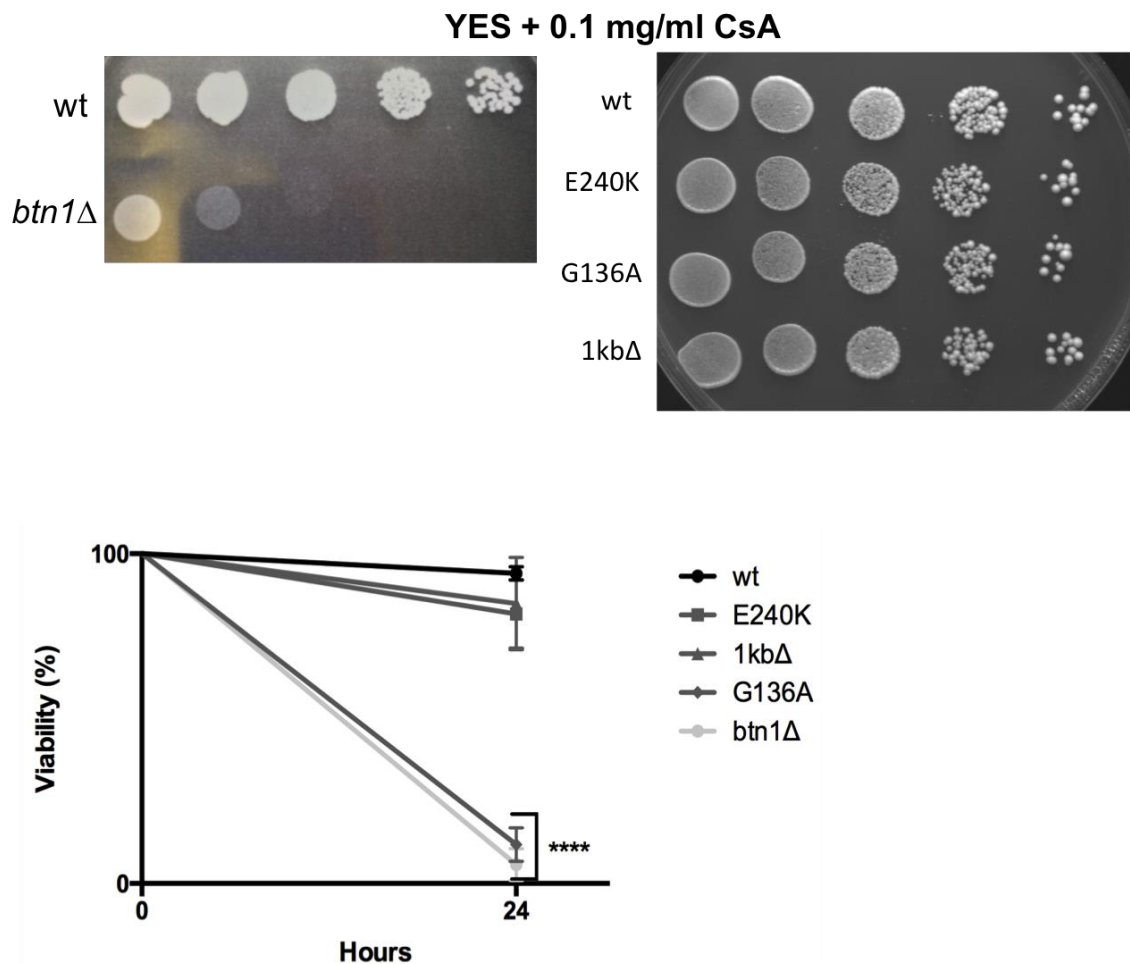 YES + 0.1 mg/ml CsA
wt
btn1Δ
wt
E240K
G136A
1kbΔ
100
0
Viability (%)
0
24
Hours
****
wt
E240K
1kbΔ
G136A
btn1Δ